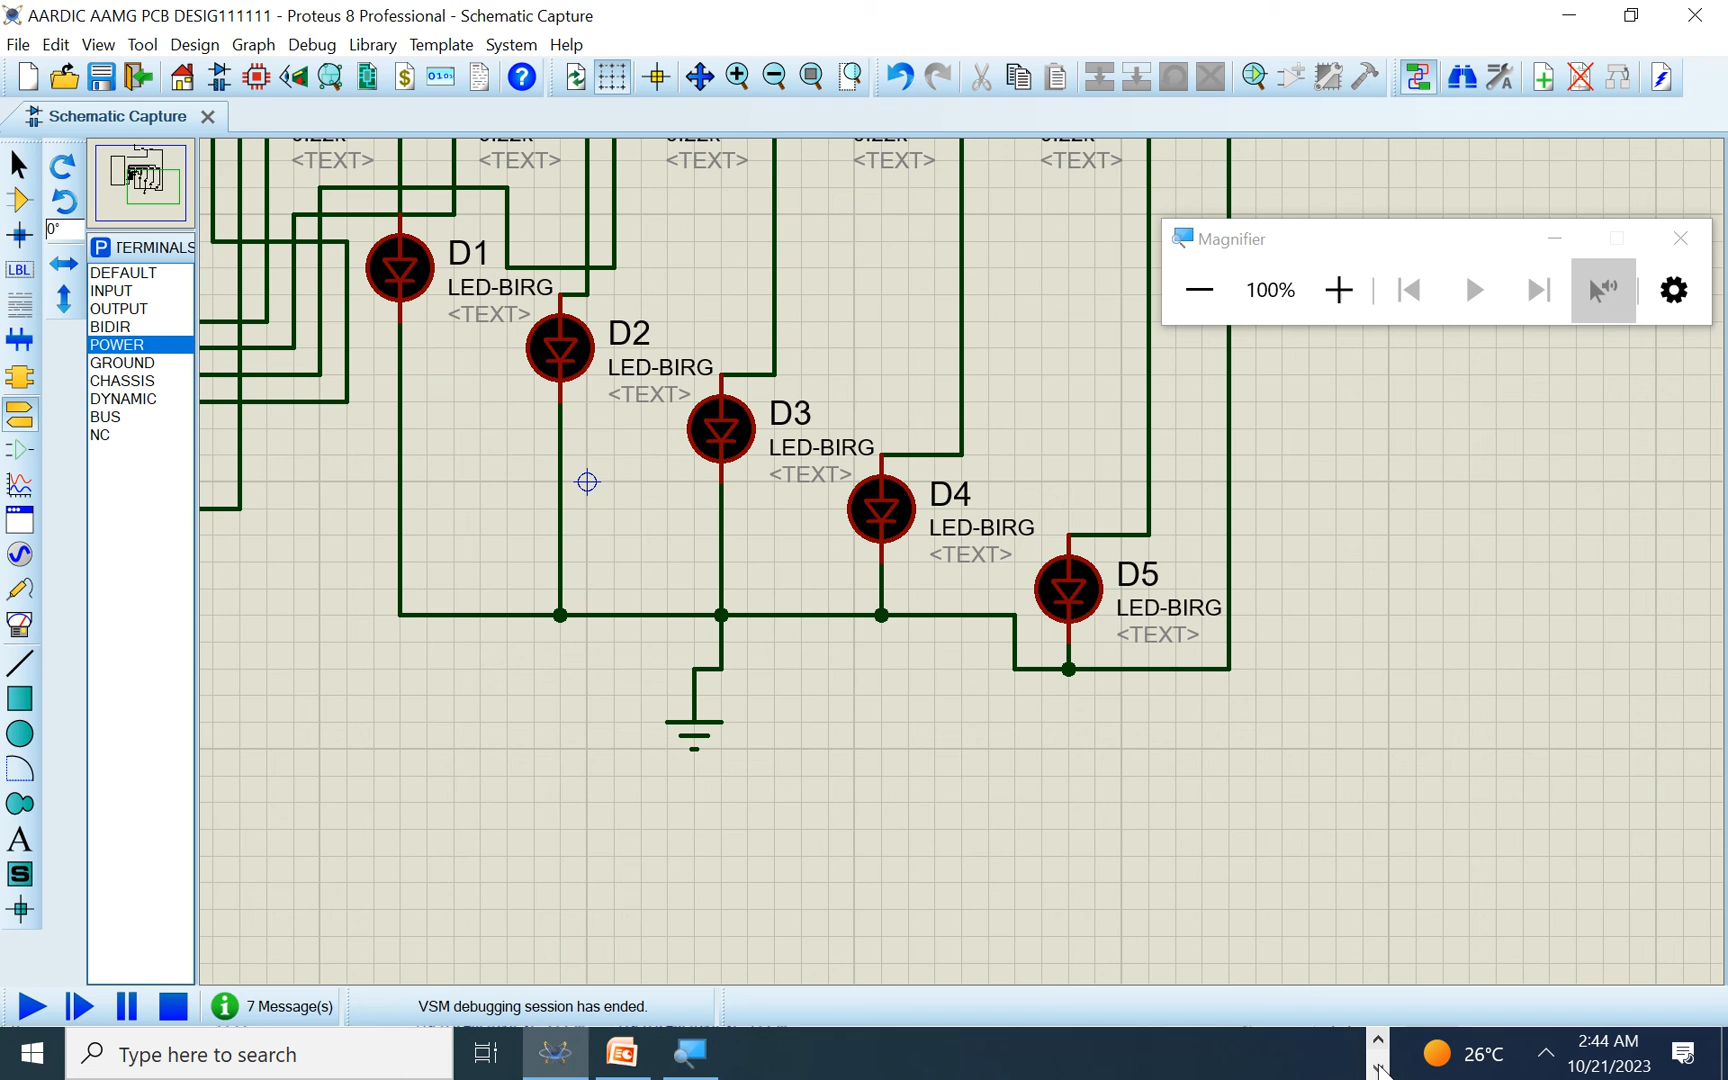 AARDIC AAMG PCB DESIG111111 - Proteus 8 Professional - Schematic Capture
File Edit View Tool Design Graph Debug Library Template System Help
Schematic Capture
<TEXT> <TEXT> <TEXT> <TEXT> <TEXT>
0°
LBL
P TERMINALS
DEFAULT
INPUT
OUTPUT
BIDIR
POWER
GROUND
CHASSIS
DYNAMIC
BUS
NC
Magnifier
100%
D1
LED-BIRG
<TEXT>
D2
LED-BIRG
<TEXT>
D3
LED-BIRG
<TEXT>
D4
LED-BIRG
<TEXT>
D5
LED-BIRG
<TEXT>
A
S
7 Message(s) VSM debugging session has ended.
Type here to search
26°C
2:44 AM
10/21/2023